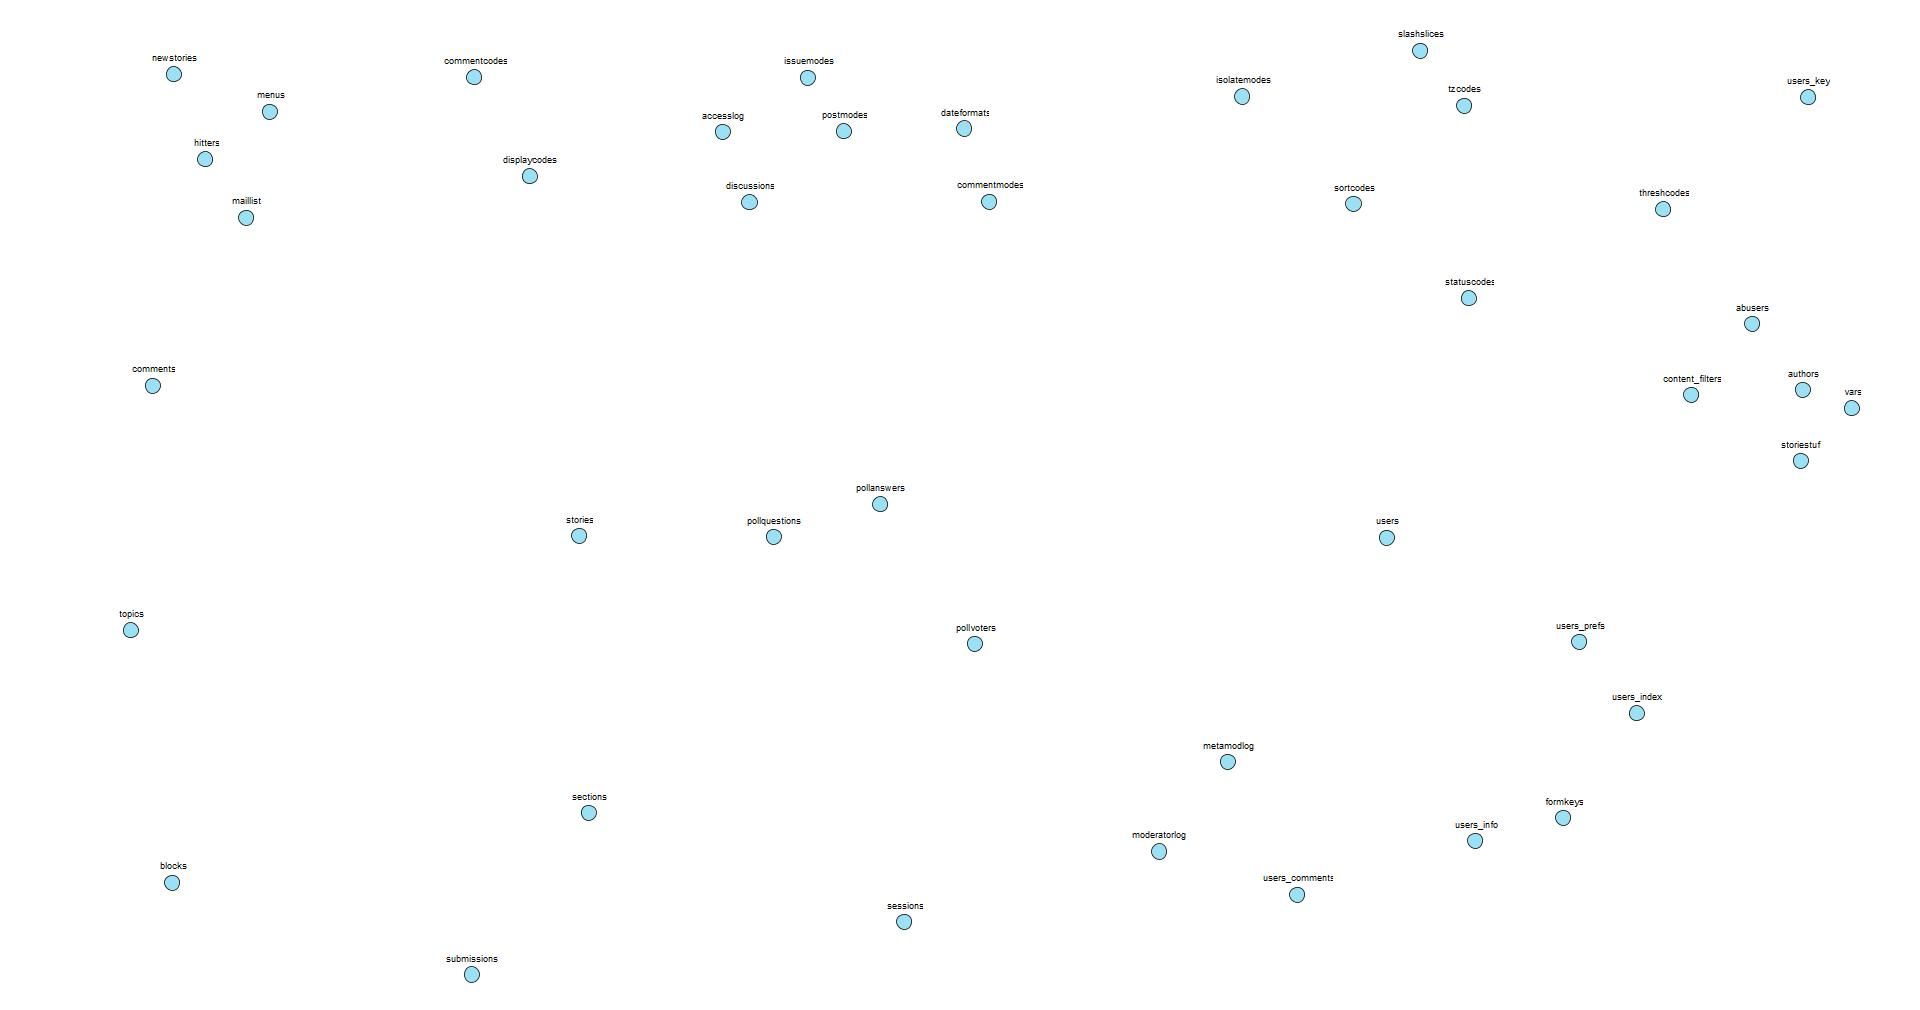 slashslices
newstories
commentcodes
issuemodes
isolatemodes
users_key
tzcodes
menus
accesslog
postmodes
dateformats
hitters
displaycodes
discussions
commentmodes
sortcodes
threshcodes
maillist
statuscodes
abusers
comments
content_filters
authors
vars
storiestuf
pollanswers
stories
pollquestions
users
topics
pollvoters
users_prefs
users_index
metamodlog
sections
formkeys
users_info
moderatorlog
blocks
users_comments
sessions
submissions